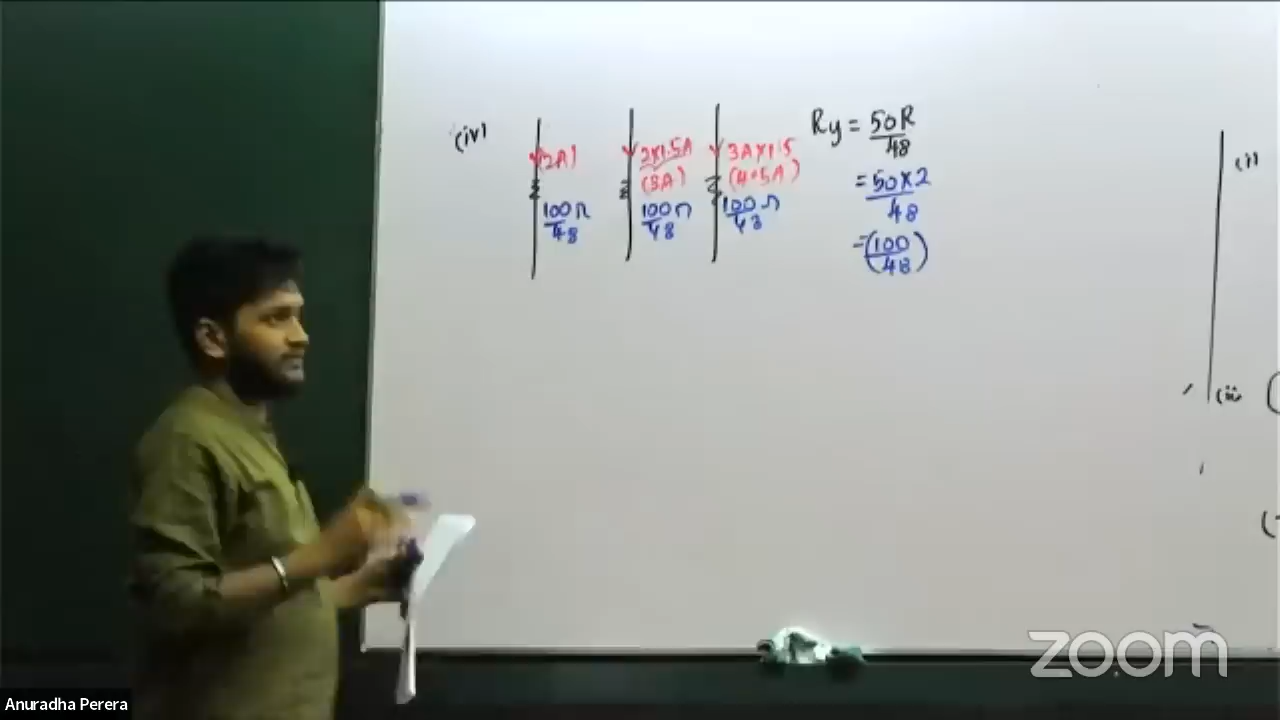 (iv)
(2A)
2×1.5A
(3A)
3A×1.5
(4.5A)
100Ω
48
100Ω
48
100Ω
48
Ry = 50R
48
= 50×2
48
= (100
48)
(i)
(ii)
zoom
Anuradha Perera